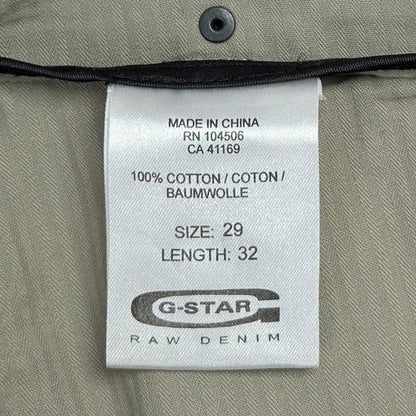 MADE IN CHINA
RN 104506
CA 41169
100% COTTON / COTON /
BAUMWOLLE
SIZE: 29
LENGTH: 32
G-STAR
RAW DENIM